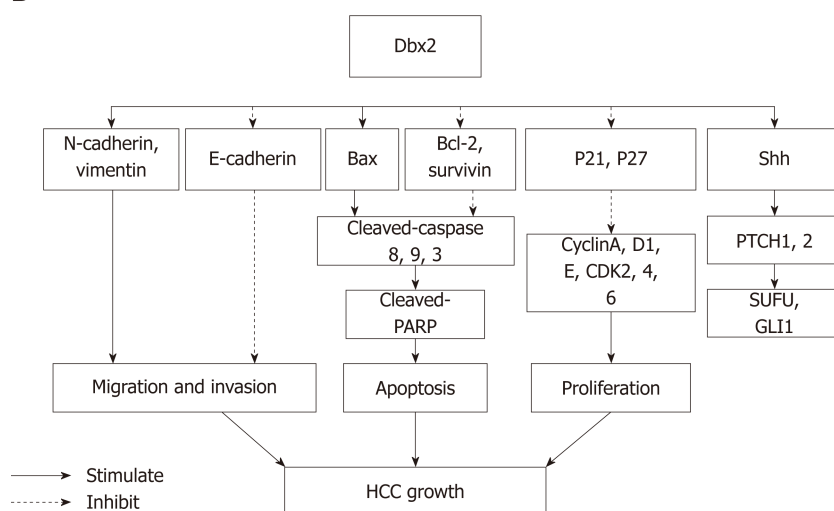 Dbx2
N-cadherin,
vimentin
E-cadherin
Bax
Bcl-2,
survivin
P21, P27
Shh
Cleaved-caspase
8, 9, 3
CyclinA, D1,
E, CDK2, 4,
6
PTCH1, 2
Cleaved-
PARP
SUFU,
GLI1
Migration and invasion
Apoptosis
Proliferation
Stimulate
Inhibit
HCC growth